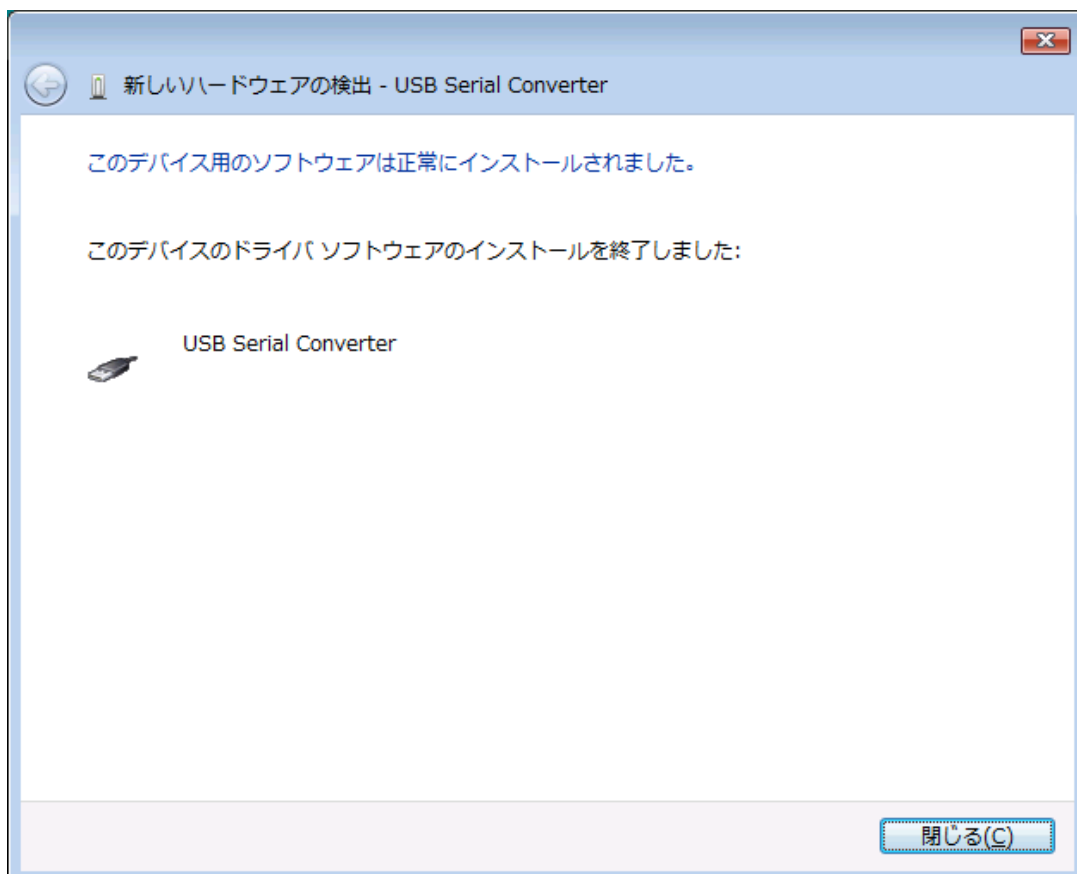 新しいハードウェアの検出 - USB Serial Converter
このデバイス用のソフトウェアは正常にインストールされました。
このデバイスのドライバ ソフトウェアのインストールを終了しました:
USB Serial Converter
閉じる(C)